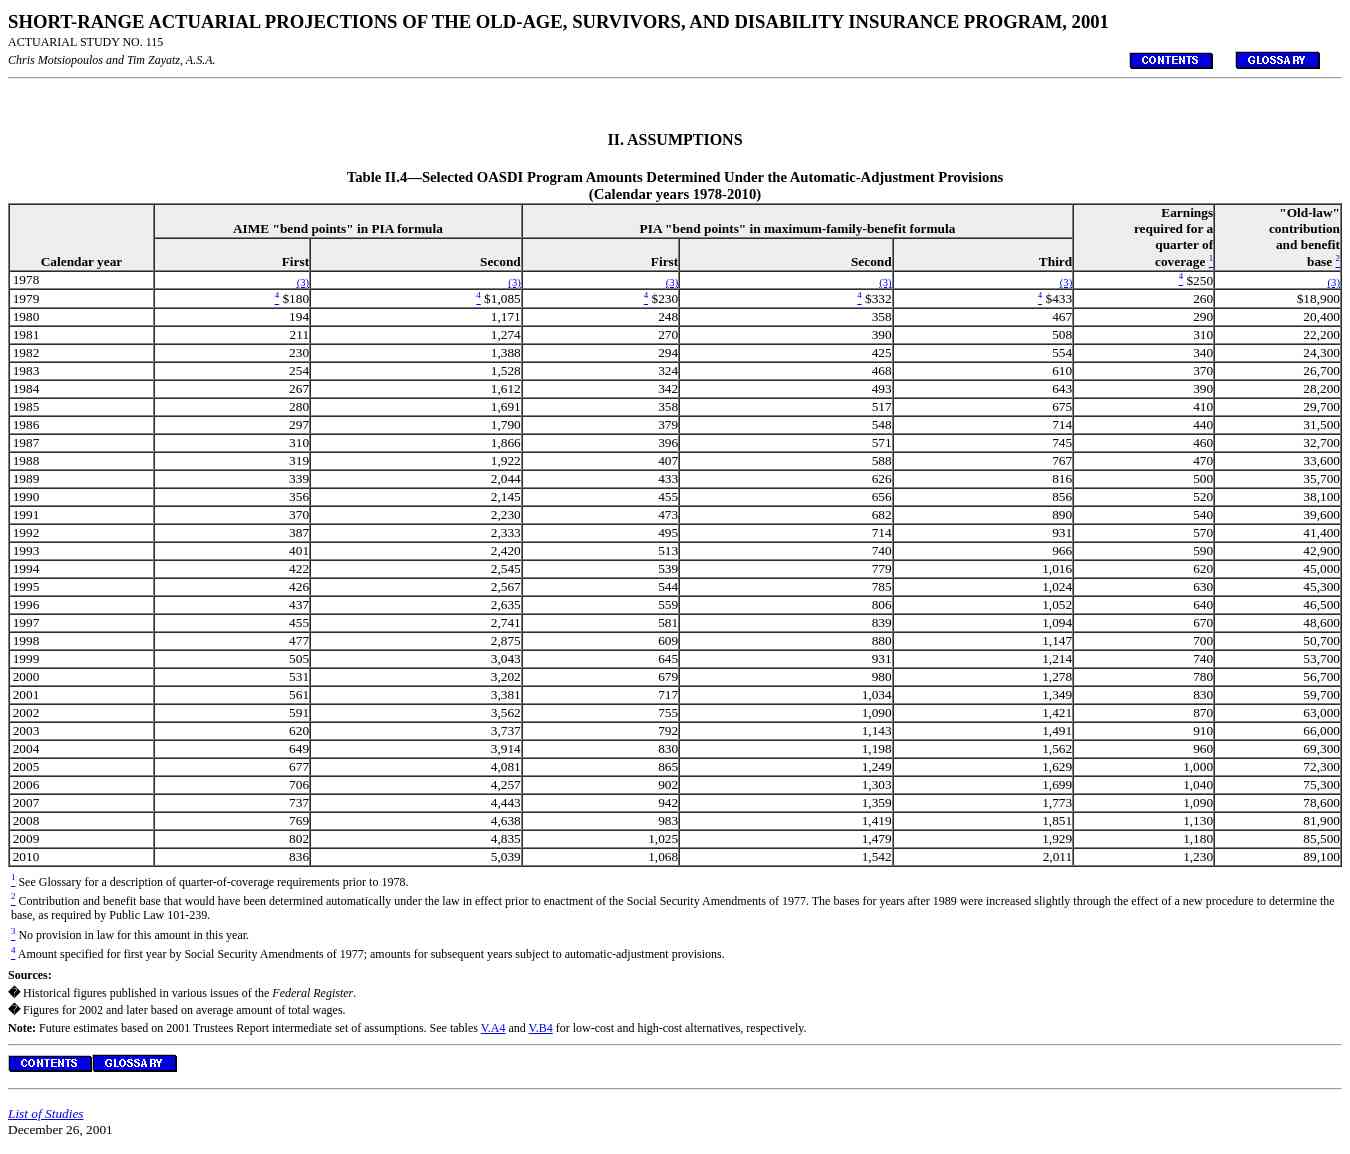 SHORT-RANGE ACTUARIAL PROJECTIONS OF THE OLD-AGE, SURVIVORS, AND DISABILITY INSURANCE PROGRAM, 2001
ACTUARIAL STUDY NO. 115
Chris Motsiopoulos and Tim Zayatz, A.S.A.
CONTENTS GLOSSARY
II. ASSUMPTIONS
Table II.4—Selected OASDI Program Amounts Determined Under the Automatic-Adjustment Provisions
(Calendar years 1978-2010)
Calendar year
AIME "bend points" in PIA formula
PIA "bend points" in maximum-family-benefit formula
Earnings
required for a
quarter of
coverage 1
"Old-law"
contribution
and benefit
base 2
First Second First Second Third
1978 (3) (3) (3) (3) (3) 4 $250 (3)
1979 4 $180 4 $1,085 4 $230 4 $332 4 $433 260 $18,900
1980 194 1,171 248 358 467 290 20,400
1981 211 1,274 270 390 508 310 22,200
1982 230 1,388 294 425 554 340 24,300
1983 254 1,528 324 468 610 370 26,700
1984 267 1,612 342 493 643 390 28,200
1985 280 1,691 358 517 675 410 29,700
1986 297 1,790 379 548 714 440 31,500
1987 310 1,866 396 571 745 460 32,700
1988 319 1,922 407 588 767 470 33,600
1989 339 2,044 433 626 816 500 35,700
1990 356 2,145 455 656 856 520 38,100
1991 370 2,230 473 682 890 540 39,600
1992 387 2,333 495 714 931 570 41,400
1993 401 2,420 513 740 966 590 42,900
1994 422 2,545 539 779 1,016 620 45,000
1995 426 2,567 544 785 1,024 630 45,300
1996 437 2,635 559 806 1,052 640 46,500
1997 455 2,741 581 839 1,094 670 48,600
1998 477 2,875 609 880 1,147 700 50,700
1999 505 3,043 645 931 1,214 740 53,700
2000 531 3,202 679 980 1,278 780 56,700
2001 561 3,381 717 1,034 1,349 830 59,700
2002 591 3,562 755 1,090 1,421 870 63,000
2003 620 3,737 792 1,143 1,491 910 66,000
2004 649 3,914 830 1,198 1,562 960 69,300
2005 677 4,081 865 1,249 1,629 1,000 72,300
2006 706 4,257 902 1,303 1,699 1,040 75,300
2007 737 4,443 942 1,359 1,773 1,090 78,600
2008 769 4,638 983 1,419 1,851 1,130 81,900
2009 802 4,835 1,025 1,479 1,929 1,180 85,500
2010 836 5,039 1,068 1,542 2,011 1,230 89,100
1 See Glossary for a description of quarter-of-coverage requirements prior to 1978.
2 Contribution and benefit base that would have been determined automatically under the law in effect prior to enactment of the Social Security Amendments of 1977. The bases for years after 1989 were increased slightly through the effect of a new procedure to determine the
base, as required by Public Law 101-239.
3 No provision in law for this amount in this year.
4 Amount specified for first year by Social Security Amendments of 1977; amounts for subsequent years subject to automatic-adjustment provisions.
Sources:
� Historical figures published in various issues of the Federal Register.
� Figures for 2002 and later based on average amount of total wages.
Note: Future estimates based on 2001 Trustees Report intermediate set of assumptions. See tables V.A4 and V.B4 for low-cost and high-cost alternatives, respectively.
CONTENTS GLOSSARY
List of Studies
December 26, 2001